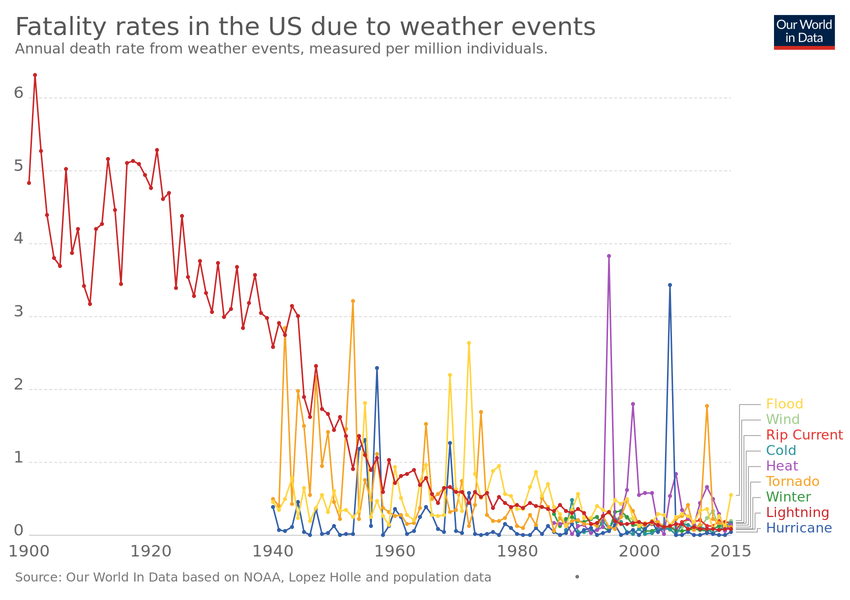 Fatality rates in the US due to weather events
Annual death rate from weather events, measured per million individuals.
Our World
in Data
6
5
4
3
2
1
0
1900 1920 1940 1960 1980 2000 2015
Flood
Wind
Rip Current
Cold
Heat
Tornado
Winter
Lightning
Hurricane
Source: Our World In Data based on NOAA, Lopez Holle and population data